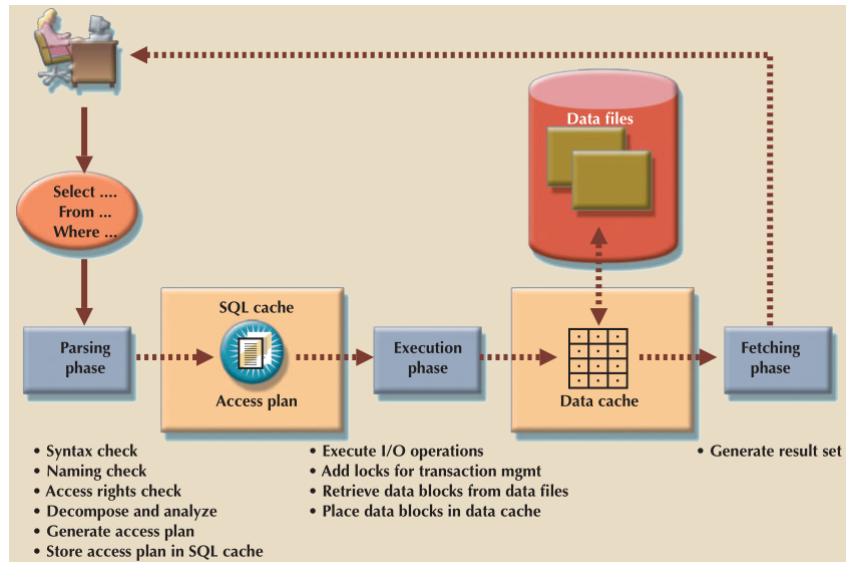 Data files
Select ....
From ...
Where ...
SQL cache
Parsing
phase
Execution
phase
Fetching
phase
Access plan
Data cache
• Syntax check
• Naming check
• Access rights check
• Decompose and analyze
• Generate access plan
• Store access plan in SQL cache
• Execute I/O operations
• Add locks for transaction mgmt
• Retrieve data blocks from data files
• Place data blocks in data cache
• Generate result set